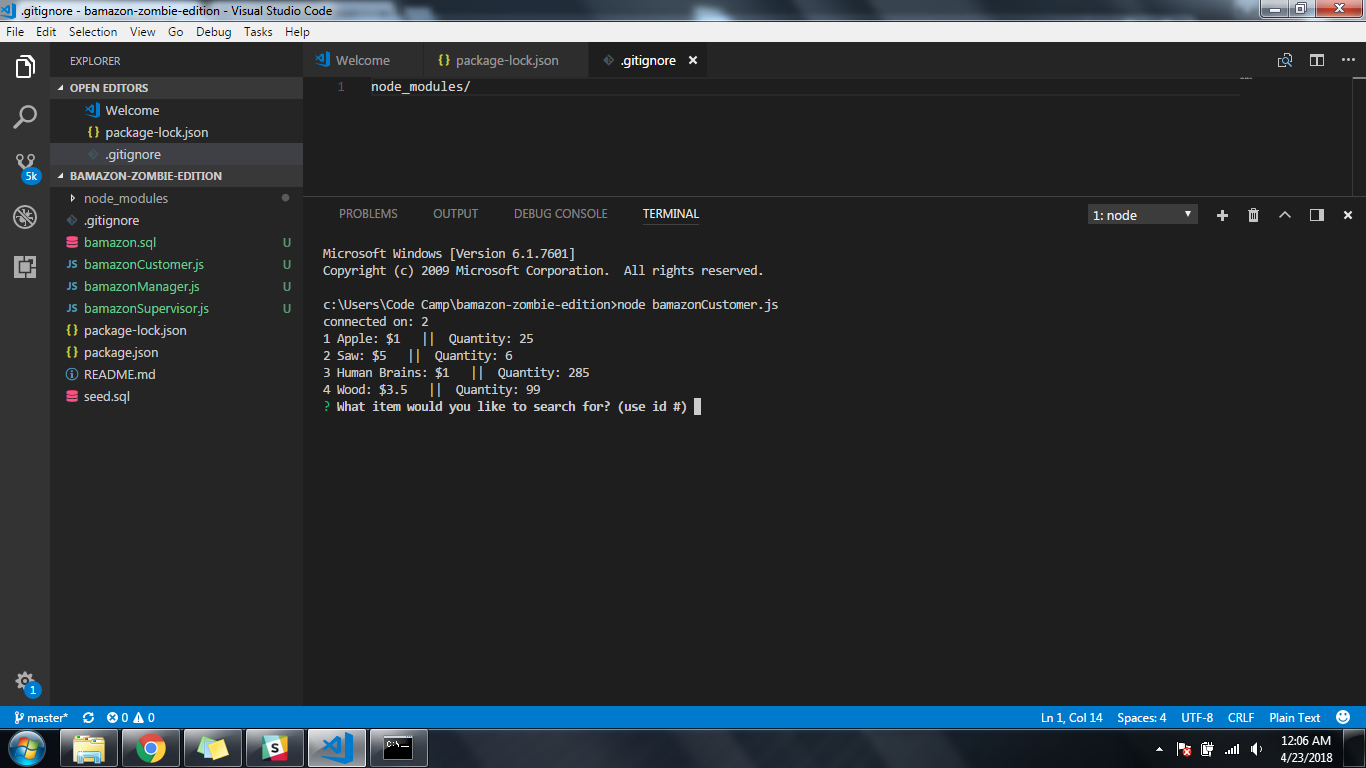 .gitignore - bamazon-zombie-edition - Visual Studio Code
File Edit Selection View Go Debug Tasks Help
EXPLORER
OPEN EDITORS
Welcome
{} package-lock.json
.gitignore
5k
BAMAZON-ZOMBIE-EDITION
node_modules
.gitignore
bamazon.sql U
JS bamazonCustomer.js U
JS bamazonManager.js U
JS bamazonSupervisor.js U
{} package-lock.json
{} package.json
README.md
seed.sql
1
Welcome {} package-lock.json .gitignore ×
1 node_modules/
PROBLEMS OUTPUT DEBUG CONSOLE TERMINAL 1: node
Microsoft Windows [Version 6.1.7601]
Copyright (c) 2009 Microsoft Corporation.  All rights reserved.
c:\Users\Code Camp\bamazon-zombie-edition>node bamazonCustomer.js
connected on: 2
1 Apple: $1   ||  Quantity: 25
2 Saw: $5   ||  Quantity: 6
3 Human Brains: $1   ||  Quantity: 285
4 Wood: $3.5   ||  Quantity: 99
? What item would you like to search for? (use id #)
master* 0 0 Ln 1, Col 14 Spaces: 4 UTF-8 CRLF Plain Text
C:\_
12:06 AM
4/23/2018